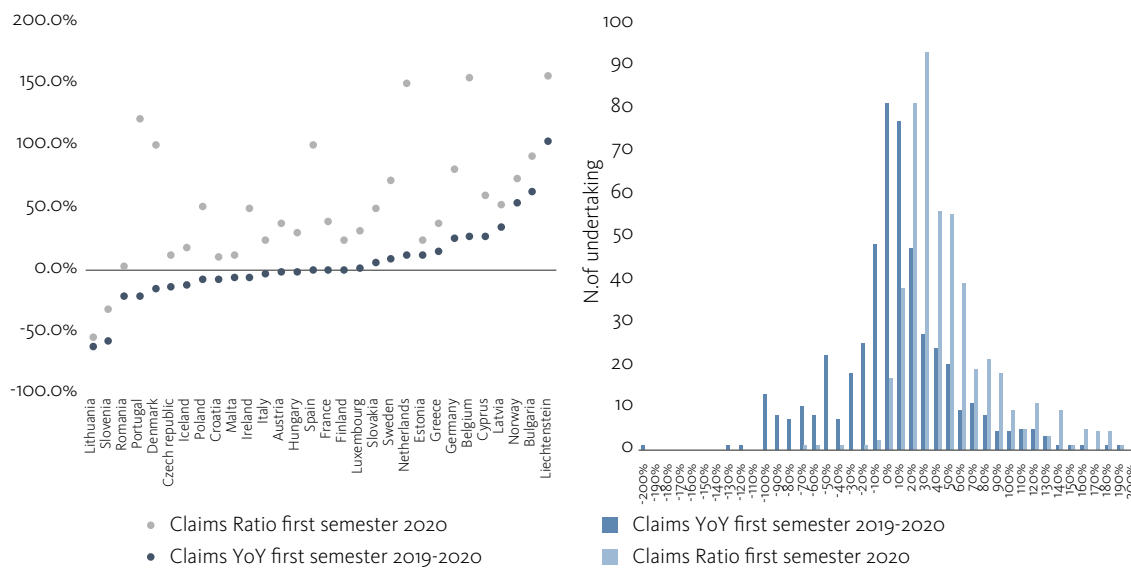 200.0%
150.0%
100.0%
50.0%
0.0%
-50.0%
-100.0%
Lithuania
Slovenia
Romania
Portugal
Denmark
Czech republic
Iceland
Poland
Croatia
Malta
Ireland
Italy
Austria
Hungary
Spain
France
Finland
Luxembourg
Slovakia
Sweden
Netherlands
Estonia
Greece
Germany
Belgium
Cyprus
Latvia
Norway
Bulgaria
Liechtenstein
Claims Ratio first semester 2020
Claims YoY first semester 2019-2020
N.of undertaking
100
90
80
70
60
50
40
30
20
10
0
-200%
-190%
-180%
-170%
-160%
-150%
-140%
-130%
-120%
-110%
-100%
-90%
-80%
-70%
-60%
-50%
-40%
-30%
-20%
-10%
0%
10%
20%
30%
40%
50%
60%
70%
80%
90%
100%
110%
120%
130%
140%
150%
160%
170%
180%
190%
200%
Claims YoY first semester 2019-2020
Claims Ratio first semester 2020